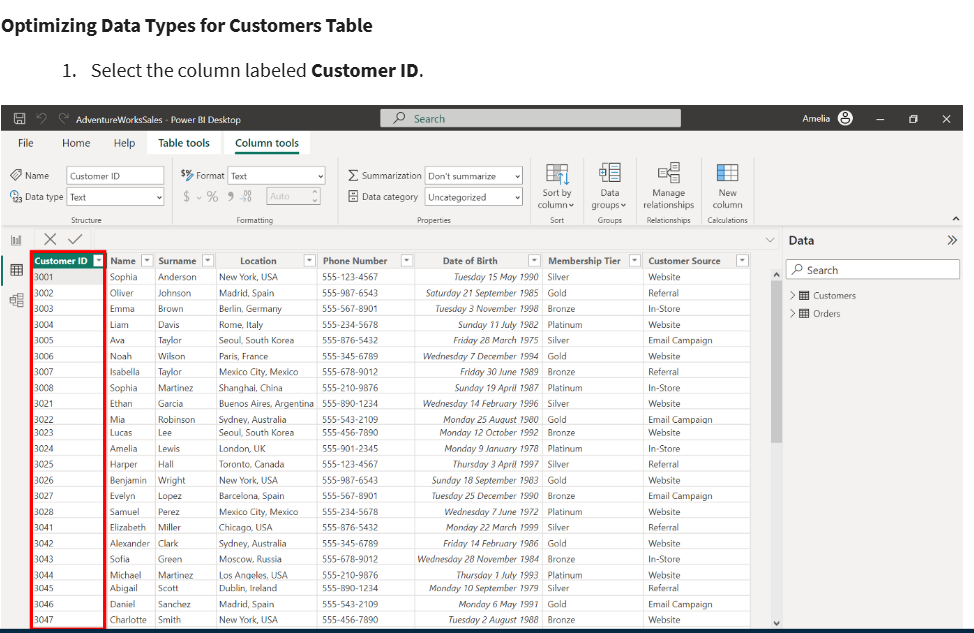 Optimizing Data Types for Customers Table
1. Select the column labeled Customer ID.
AdventureWorksSales - Power BI Desktop Search Amelia
File Home Help Table tools Column tools
Name Customer ID $% Format Text Summarization Don't summarize
Data type Text $ % Auto Data category Uncategorized
Sort by column Data groups Manage relationships New column
Structure Formatting Properties Sort Groups Relationships Calculations
Data
Search
Customers
Orders
Customer ID Name Surname Location Phone Number Date of Birth Membership Tier Customer Source
3001 Sophia Anderson New York, USA 555-123-4567 Tuesday 15 May 1990 Silver Website
3002 Oliver Johnson Madrid, Spain 555-987-6543 Saturday 21 September 1985 Gold Referral
3003 Emma Brown Berlin, Germany 555-567-8901 Tuesday 3 November 1998 Bronze In-Store
3004 Liam Davis Rome, Italy 555-234-5678 Sunday 11 July 1982 Platinum Website
3005 Ava Taylor Seoul, South Korea 555-876-5432 Friday 28 March 1975 Silver Email Campaign
3006 Noah Wilson Paris, France 555-345-6789 Wednesday 7 December 1994 Gold Website
3007 Isabella Taylor Mexico City, Mexico 555-678-9012 Friday 30 June 1989 Bronze Referral
3008 Sophia Martinez Shanghai, China 555-210-9876 Sunday 19 April 1987 Platinum In-Store
3021 Ethan Garcia Buenos Aires, Argentina 555-890-1234 Wednesday 14 February 1996 Silver Website
3022 Mia Robinson Sydney, Australia 555-543-2109 Monday 25 August 1980 Gold Email Campaign
3023 Lucas Lee Seoul, South Korea 555-456-7890 Monday 12 October 1992 Bronze Website
3024 Amelia Lewis London, UK 555-901-2345 Monday 9 January 1978 Platinum In-Store
3025 Harper Hall Toronto, Canada 555-123-4567 Thursday 3 April 1997 Silver Referral
3026 Benjamin Wright New York, USA 555-987-6543 Sunday 18 September 1983 Gold Website
3027 Evelyn Lopez Barcelona, Spain 555-567-8901 Tuesday 25 December 1990 Bronze Email Campaign
3028 Samuel Perez Mexico City, Mexico 555-234-5678 Wednesday 7 June 1972 Platinum Website
3041 Elizabeth Miller Chicago, USA 555-876-5432 Monday 22 March 1999 Silver Referral
3042 Alexander Clark Sydney, Australia 555-345-6789 Friday 14 February 1986 Gold Website
3043 Sofia Green Moscow, Russia 555-678-9012 Wednesday 28 November 1984 Bronze In-Store
3044 Michael Martinez Los Angeles, USA 555-210-9876 Thursday 1 July 1993 Platinum Website
3045 Abigail Scott Dublin, Ireland 555-890-1234 Monday 10 September 1979 Silver Referral
3046 Daniel Sanchez Madrid, Spain 555-543-2109 Monday 6 May 1991 Gold Email Campaign
3047 Charlotte Smith New York, USA 555-456-7890 Tuesday 2 August 1988 Bronze Website